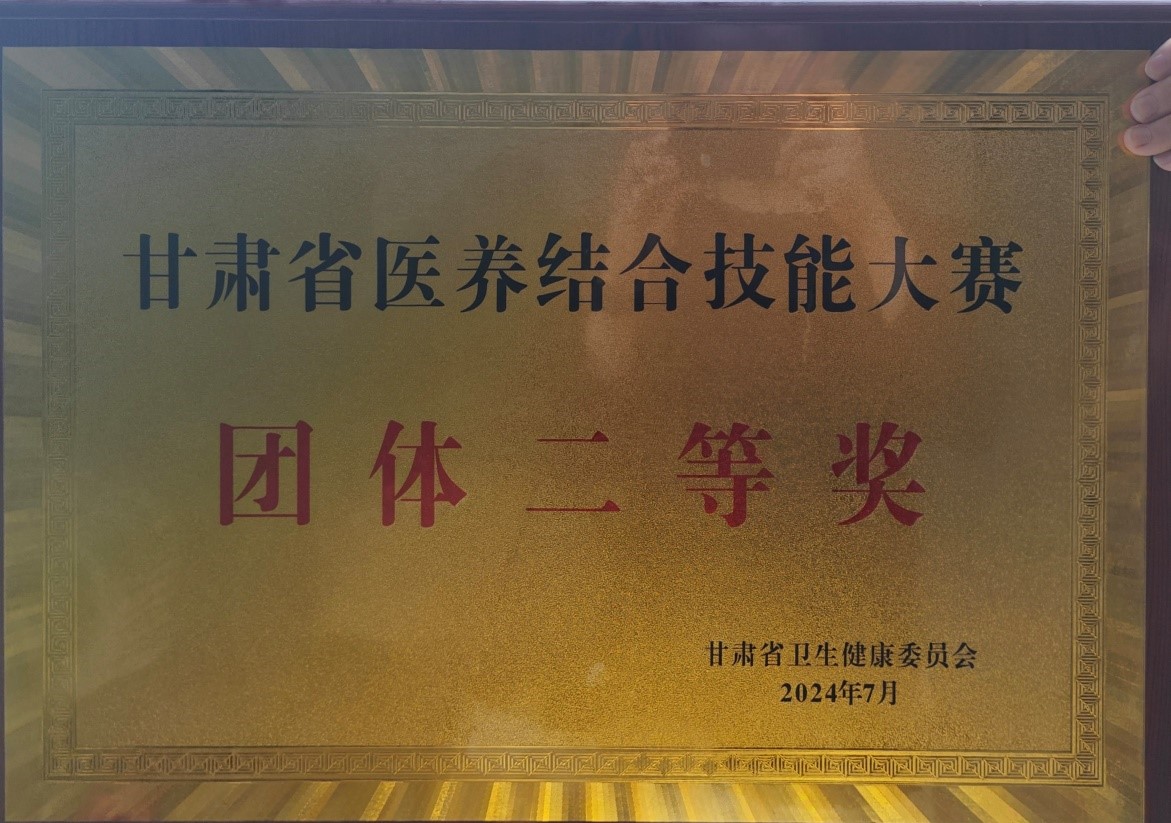 甘肃省医养结合技能大赛
团体二等奖
甘肃省卫生健康委员会
2024年7月